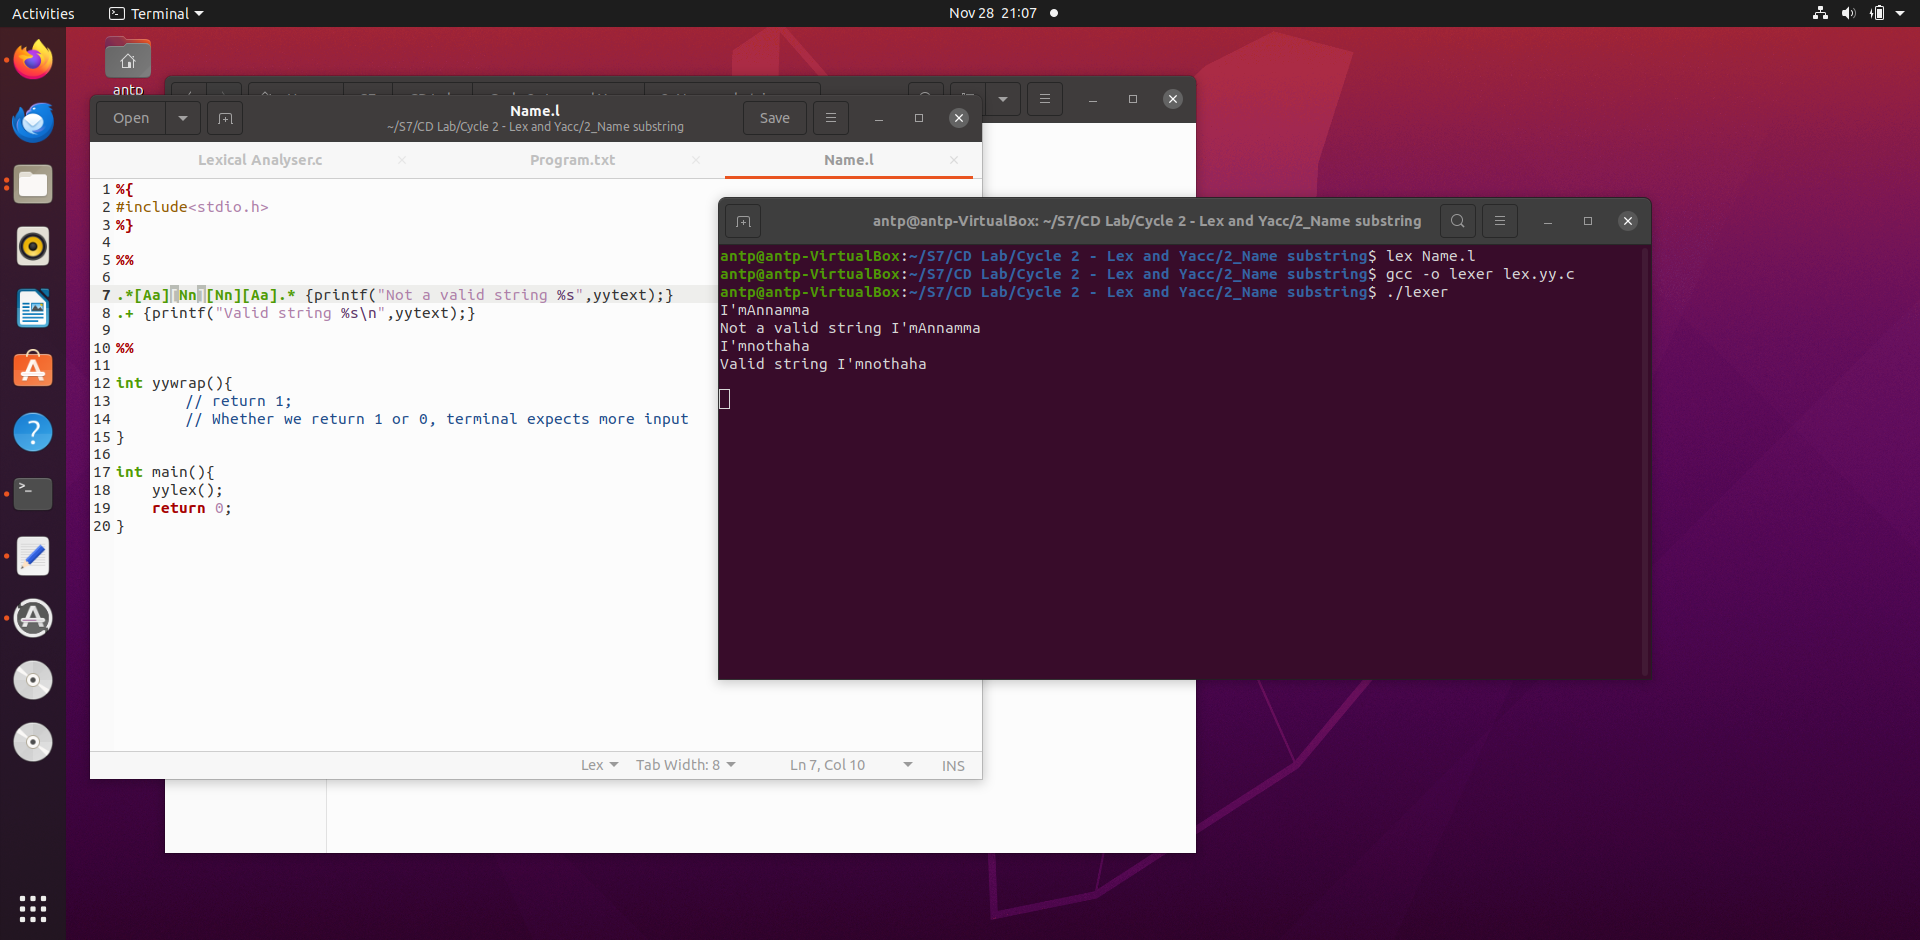 Activities
Terminal
Nov 28 21:07
antp
Open
Name.l
~/S7/CD Lab/Cycle 2 - Lex and Yacc/2_Name substring
Save
Lexical Analyser.c
Program.txt
Name.l
1 %{
2 #include<stdio.h>
3 %}
4
5 %%
6
7 .*[Aa][Nn][Nn][Aa].* {printf("Not a valid string %s",yytext);}
8 .+ {printf("Valid string %s\n",yytext);}
9
10 %%
11
12 int yywrap(){
13 // return 1;
14 // Whether we return 1 or 0, terminal expects more input
15 }
16
17 int main(){
18 yylex();
19 return 0;
20 }
Lex
Tab Width: 8
Ln 7, Col 10
INS
antp@antp-VirtualBox: ~/S7/CD Lab/Cycle 2 - Lex and Yacc/2_Name substring
antp@antp-VirtualBox:~/S7/CD Lab/Cycle 2 - Lex and Yacc/2_Name substring$ lex Name.l
antp@antp-VirtualBox:~/S7/CD Lab/Cycle 2 - Lex and Yacc/2_Name substring$ gcc -o lexer lex.yy.c
antp@antp-VirtualBox:~/S7/CD Lab/Cycle 2 - Lex and Yacc/2_Name substring$ ./lexer
I'mAnnamma
Not a valid string I'mAnnamma
I'mnothaha
Valid string I'mnothaha